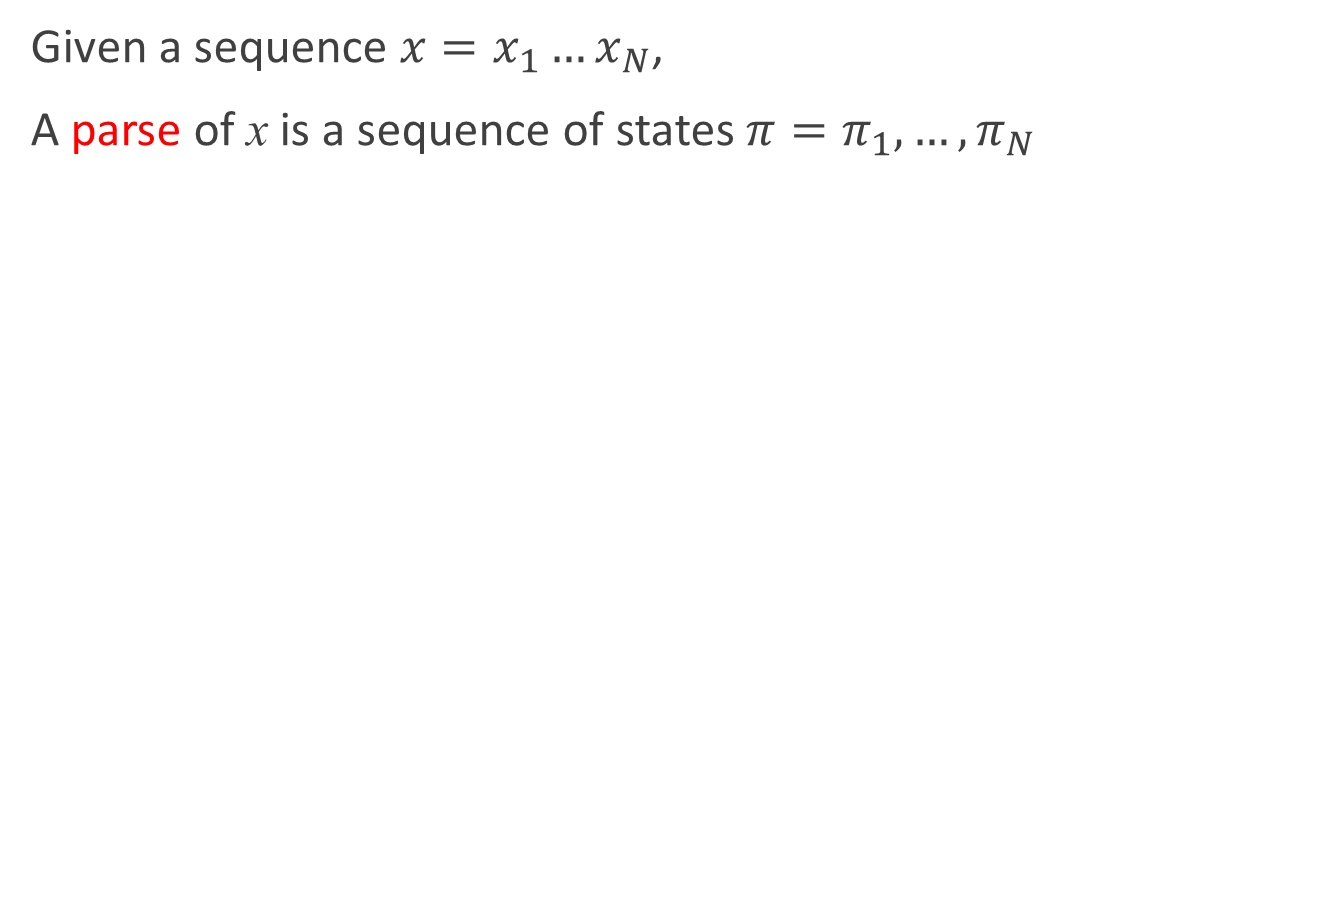 Given a sequence 𝑥 = 𝑥₁ … 𝑥_N,
A parse of x is a sequence of states 𝜋 = 𝜋₁, … , 𝜋_N